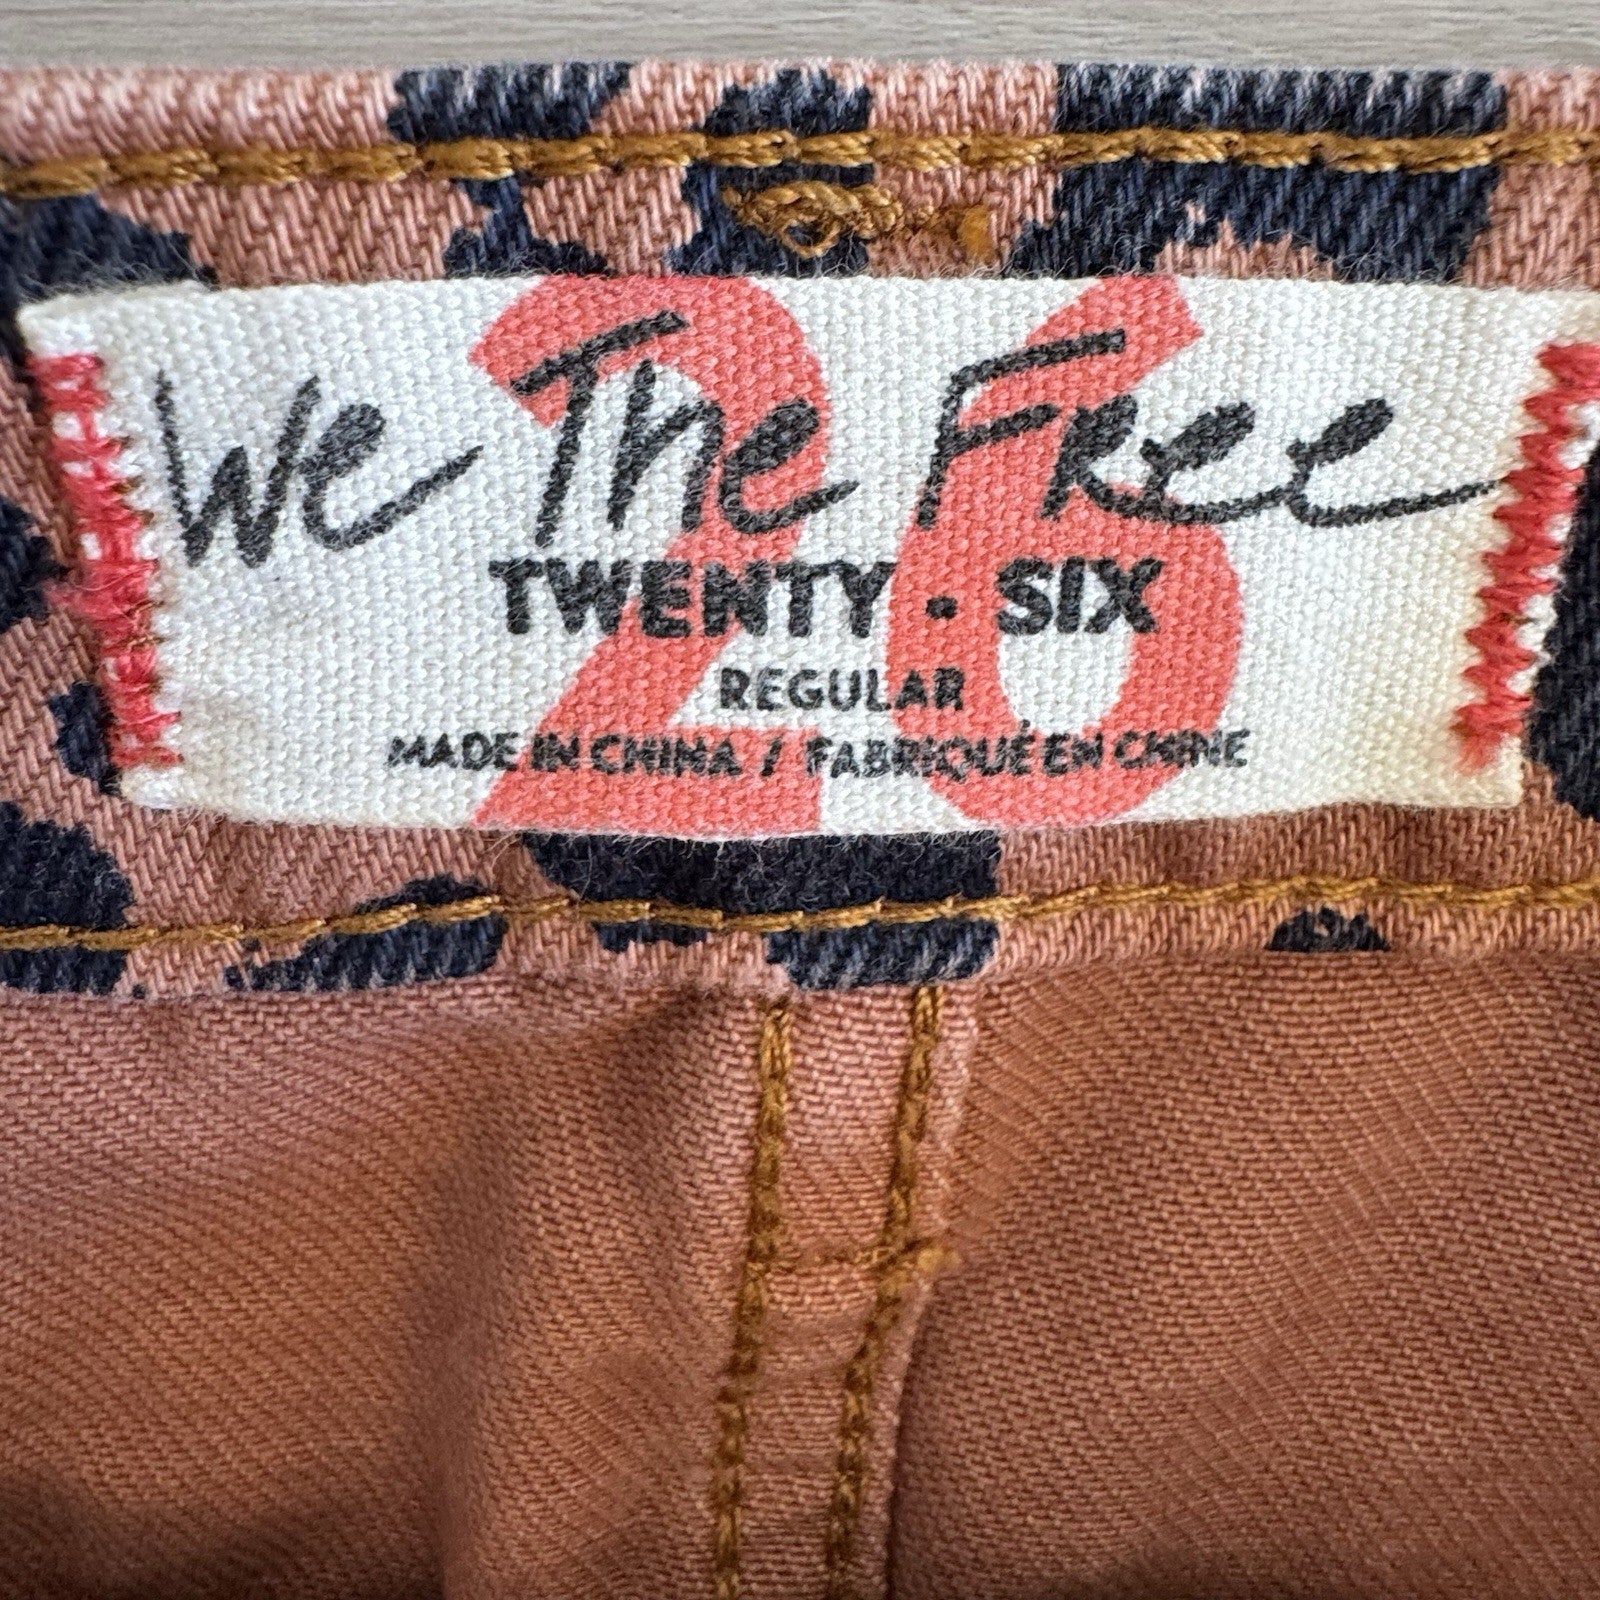 26
We The Free
TWENTY · SIX
REGULAR
MADE IN CHINA / FABRIQUÉ EN CHINE